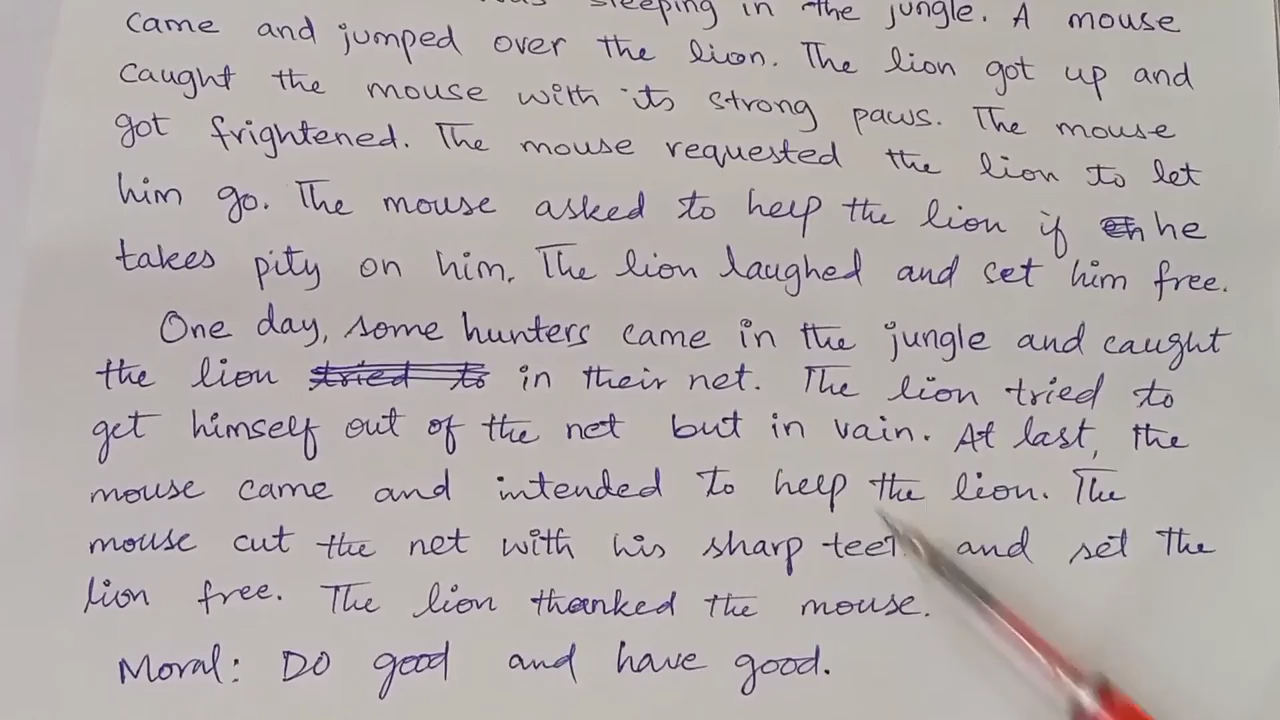 sleeping in the jungle. A mouse
came and jumped over the lion. The lion got up and
caught the mouse with its strong paws. The mouse
got frightened. The mouse requested the lion to let
him go. The mouse asked to help the lion if he
takes pity on him. The lion laughed and set him free.
One day, some hunters came in the jungle and caught
the lion tried to in their net. The lion tried to
get himself out of the net but in vain. At last, the
mouse came and intended to help the lion. The
mouse cut the net with his sharp and set the
lion free. The lion thanked the mouse.
Moral: Do good and have good.